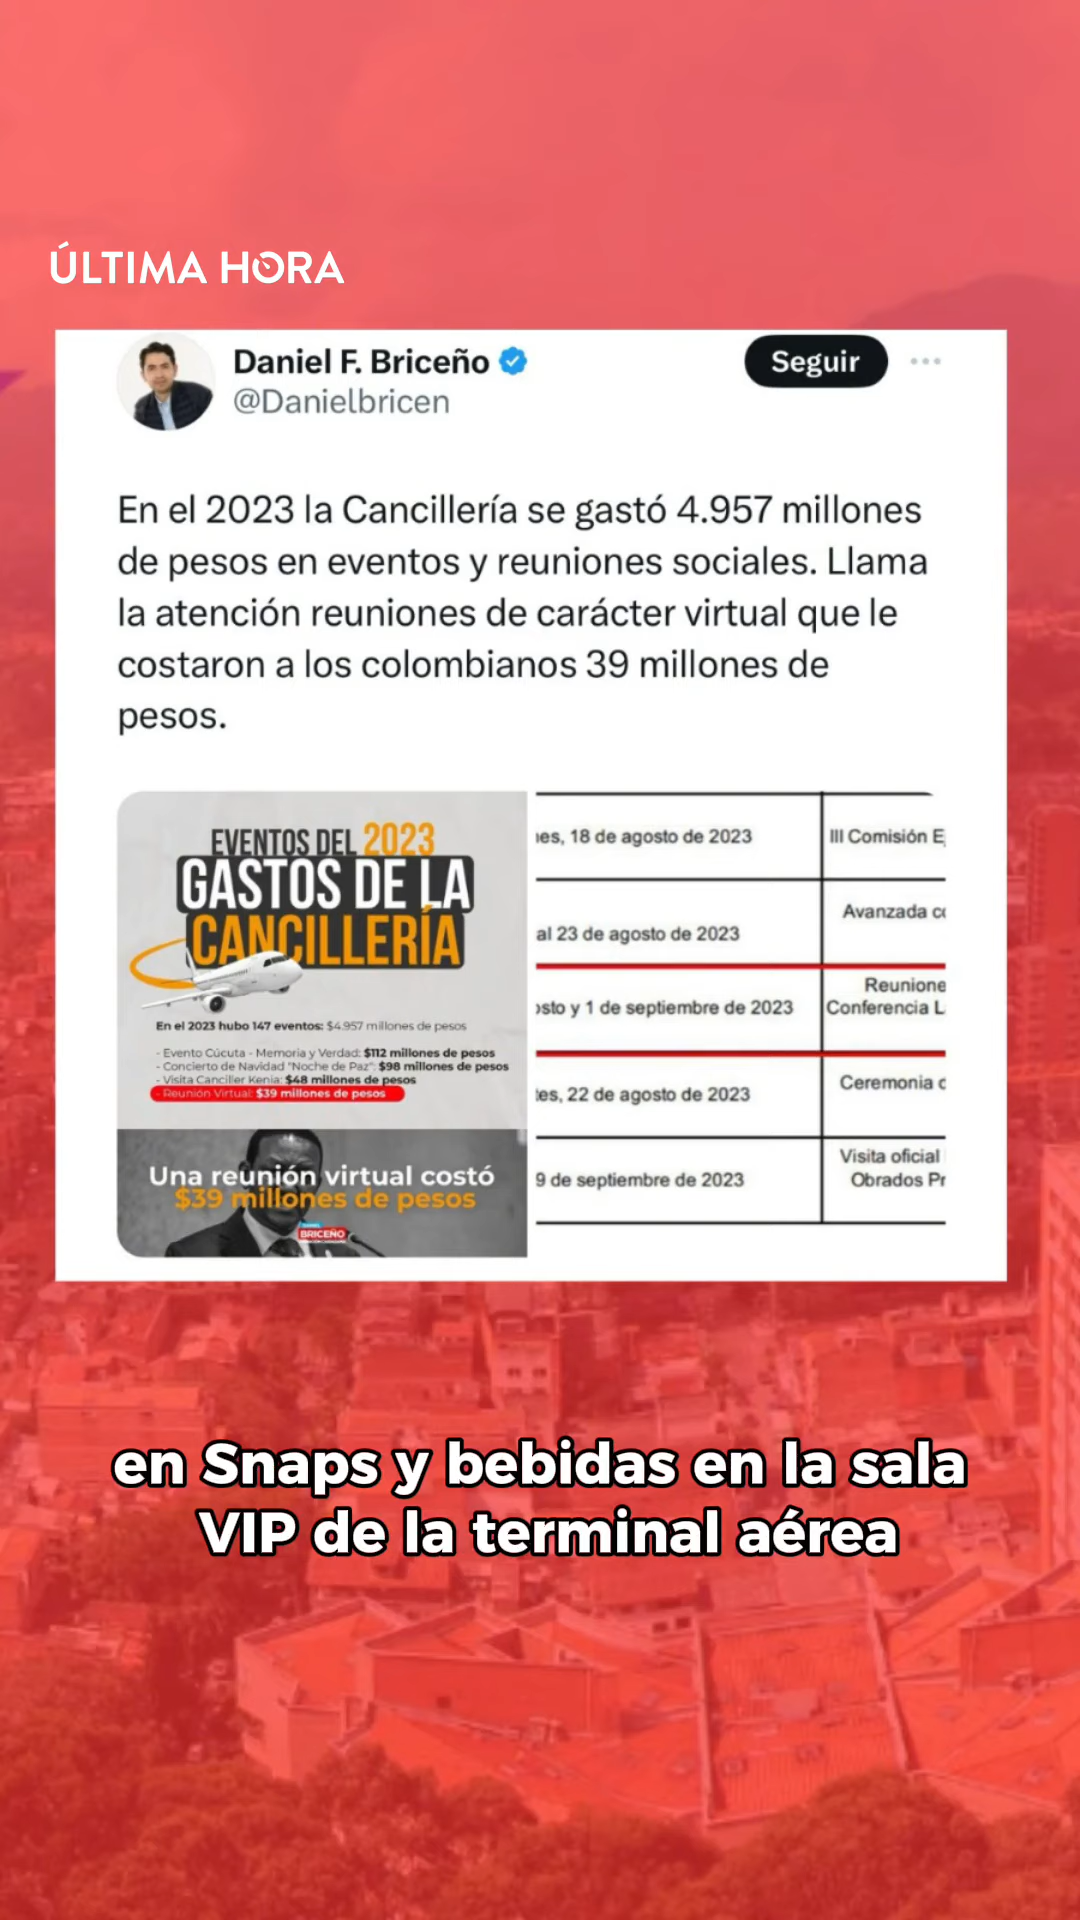 ÚLTIMA HORA
Daniel F. Briceño
@Danielbricen
Seguir
En el 2023 la Cancillería se gastó 4.957 millones
de pesos en eventos y reuniones sociales. Llama
la atención reuniones de carácter virtual que le
costaron a los colombianos 39 millones de
pesos.
EVENTOS DEL 2023
GASTOS DE LA
CANCILLERÍA
En el 2023 hubo 147 eventos: $4.957 millones de pesos
- Evento Cúcuta - Memoria y Verdad: $112 millones de pesos
- Concierto de Navidad "Noche de Paz": $98 millones de pesos
- Visita Canciller Kenia: $48 millones de pesos
- Reunión Virtual: $39 millones de pesos
Una reunión virtual costó
$39 millones de pesos
DANIEL
BRICEÑO
es, 18 de agosto de 2023
III Comisión E
al 23 de agosto de 2023
Avanzada co
osto y 1 de septiembre de 2023
Reunione
Conferencia L
es, 22 de agosto de 2023
Ceremonia c
9 de septiembre de 2023
Visita oficial
Obrados Pr
en Snaps y bebidas en la sala
VIP de la terminal aérea